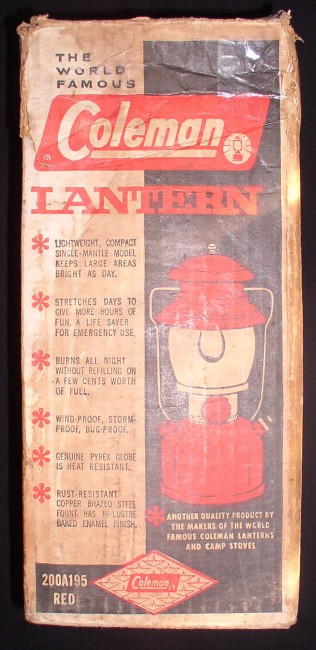 THE
WORLD
FAMOUS
Coleman
®
LANTERN
* LIGHTWEIGHT, COMPACT
SINGLE-MANTLE MODEL
KEEPS LARGE AREAS
BRIGHT AS DAY.
* STRETCHES DAYS TO
GIVE MORE HOURS OF
FUN. A LIFE SAVER
FOR EMERGENCY USE.
* BURNS ALL NIGHT
WITHOUT REFILLING ON
A FEW CENTS WORTH
OF FUEL.
* WIND-PROOF, STORM-
PROOF, BUG-PROOF.
* GENUINE PYREX GLOBE
IS HEAT RESISTANT.
* RUST-RESISTANT
COPPER BRAZED STEEL
FOUNT HAS HI-LUSTRE
BAKED ENAMEL FINISH.
* ANOTHER QUALITY PRODUCT BY
THE MAKERS OF THE WORLD
FAMOUS COLEMAN LANTERNS
AND CAMP STOVES
200A195
RED
Coleman